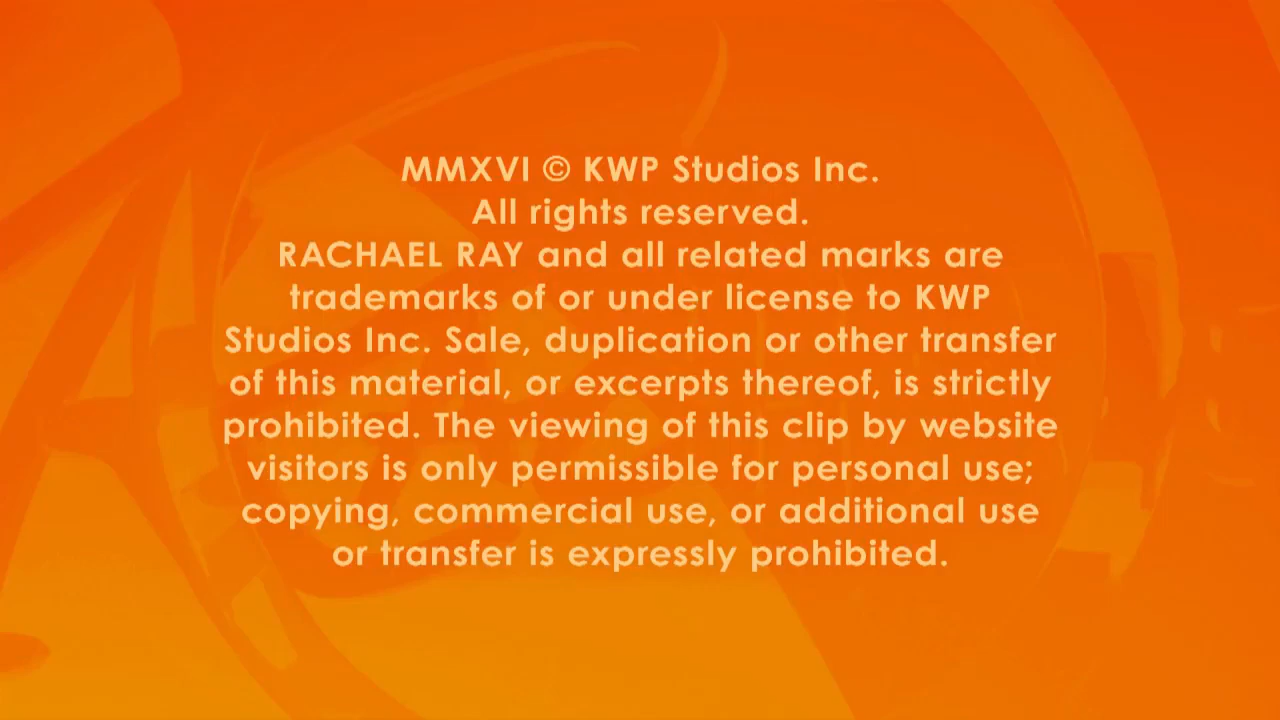 MMXVI © KWP Studios Inc.
All rights reserved.
RACHAEL RAY and all related marks are
trademarks of or under license to KWP
Studios Inc. Sale, duplication or other transfer
of this material, or excerpts thereof, is strictly
prohibited. The viewing of this clip by website
visitors is only permissible for personal use;
copying, commercial use, or additional use
or transfer is expressly prohibited.